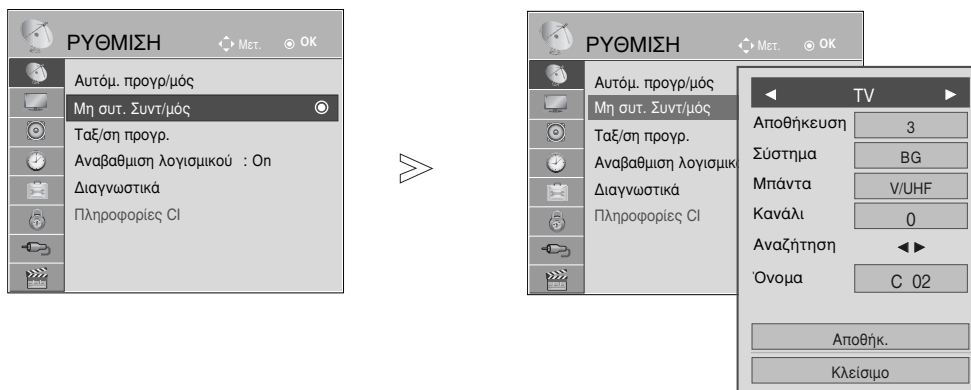 ΡΥΘΜΙΣΗ Μετ. OK
Αυτόμ. προγρ/μός
Μη συτ. Συντ/μός
Ταξ/ση προγρ.
Αναβαθμιση λογισμικού : On
Διαγνωστικά
Πληροφορίες CI
ΡΥΘΜΙΣΗ Μετ. OK
Αυτόμ. προγρ/μός
Μη συτ. Συντ/μός
Ταξ/ση προγρ.
Αναβαθμιση λογισμικ
Διαγνωστικά
Πληροφορίες CI
◄ TV ►
Αποθήκευση 3
Σύστημα BG
Μπάντα V/UHF
Κανάλι 0
Αναζήτηση ◄►
Όνομα C 02
Αποθήκ.
Κλείσιμο